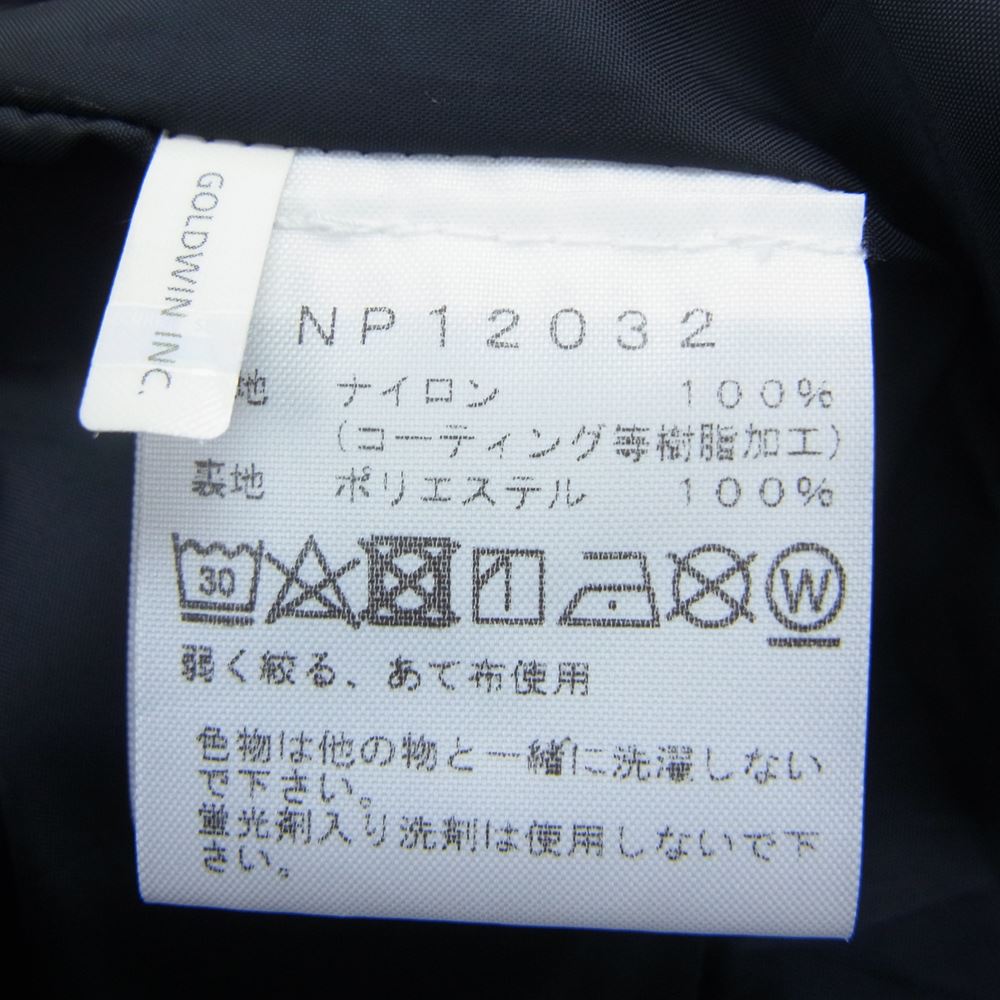 GOLDWIN INC.
NP12032
地 ナイロン 100%
(コーティング等樹脂加工)
裏地 ポリエステル 100%
30 W
弱く絞る、あて布使用
色物は他の物と一緒に洗濯しない
で下さい。
蛍光剤入り洗剤は使用しないで下
さい。